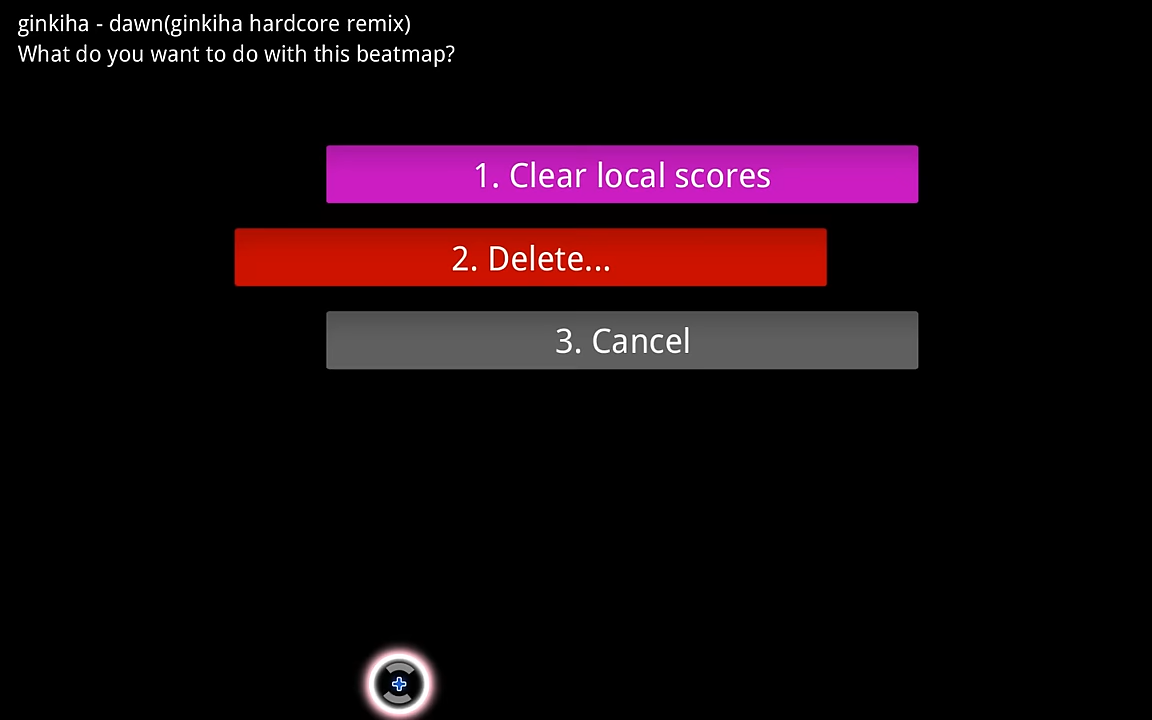 ginkiha - dawn(ginkiha hardcore remix)
What do you want to do with this beatmap?
1. Clear local scores
2. Delete...
3. Cancel